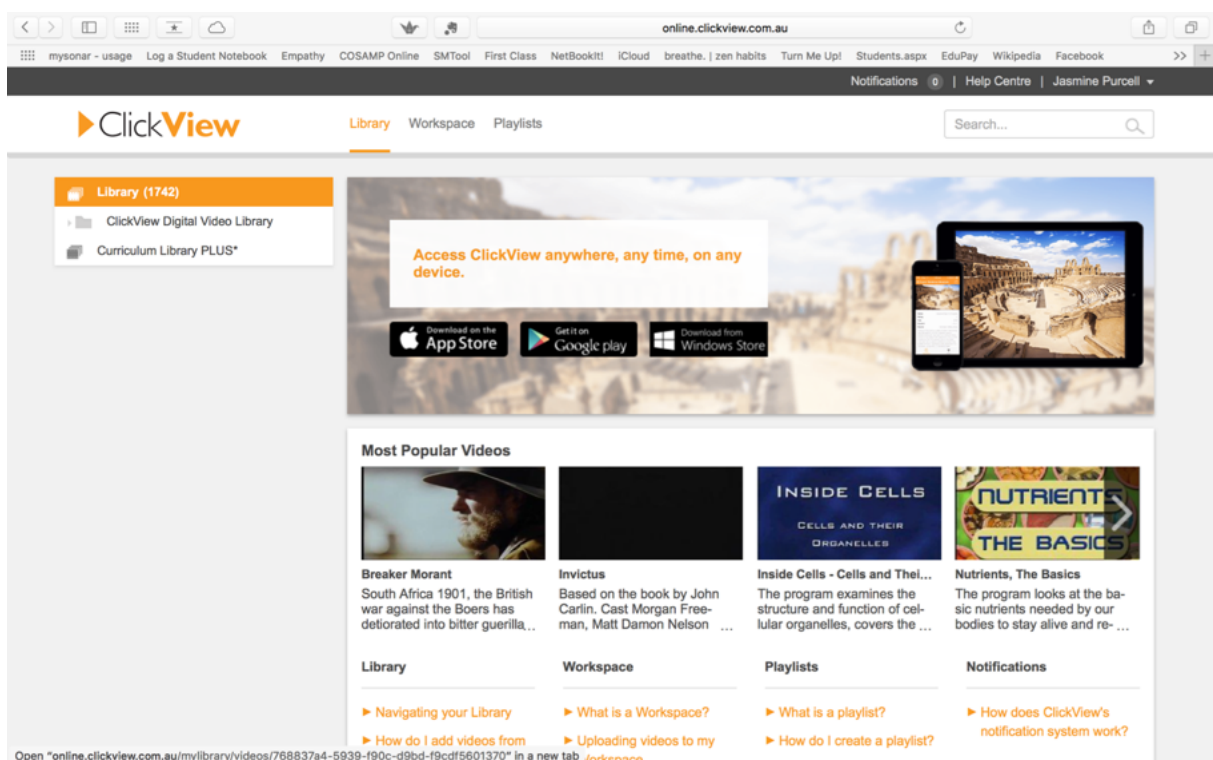 online.clickview.com.au
mysonar - usage Log a Student Notebook Empathy COSAMP Online SMTool First Class NetBookIt! iCloud breathe. | zen habits Turn Me Up! Students.aspx EduPay Wikipedia Facebook >> +
Notifications 0 | Help Centre | Jasmine Purcell
ClickView
Library Workspace Playlists
Search...
Library (1742)
ClickView Digital Video Library
Curriculum Library PLUS*
Access ClickView anywhere, any time, on any
device.
Download on the
App Store
Get it on
Google play
Download from
Windows Store
Most Popular Videos
INSIDE CELLS
CELLS AND THEIR
ORGANELLES
NUTRIENTS
THE BASICS
Breaker Morant
South Africa 1901, the British
war against the Boers has
detiorated into bitter guerilla...
Invictus
Based on the book by John
Carlin. Cast Morgan Free-
man, Matt Damon Nelson ...
Inside Cells - Cells and Thei...
The program examines the
structure and function of cel-
lular organelles, covers the ...
Nutrients, The Basics
The program looks at the ba-
sic nutrients needed by our
bodies to stay alive and re- ...
Library
► Navigating your Library
► How do I add videos from
Workspace
► What is a Workspace?
► Uploading videos to my
Workspace
Playlists
► What is a playlist?
► How do I create a playlist?
Notifications
► How does ClickView's
notification system work?
Open "online.clickview.com.au/mylibrary/videos/768837a4-5939-f90c-d9bd-f9cdf5601370" in a new tab